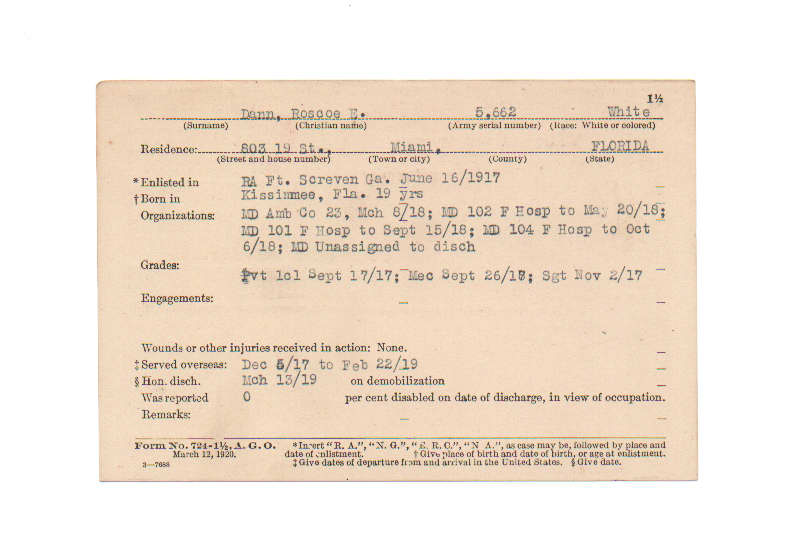 1½
Dann, Roscoe E. 5,662 White
(Surname) (Christian name) (Army serial number) (Race: White or colored)
Residence: 803 19 St., Miami, FLORIDA
(Street and house number) (Town or city) (County) (State)
*Enlisted in RA Ft. Screven Ga. June 16/1917
†Born in Kissimmee, Fla. 19 yrs
Organizations: MD Amb Co 23, Mch 8/18; MD 102 F Hosp to May 20/18;
MD 101 F Hosp to Sept 15/18; MD 104 F Hosp to Oct
6/18; MD Unassigned to disch
Grades: Pvt 1cl Sept 17/17; Mec Sept 26/17; Sgt Nov 2/17
Engagements:
Wounds or other injuries received in action: None.
‡Served overseas: Dec 5/17 to Feb 22/19
§Hon. disch. Mch 13/19 on demobilization
Was reported 0 per cent disabled on date of discharge, in view of occupation.
Remarks:
Form No. 724-1½, A. G. O. *Insert "R. A.", "N. G.", "E. R. C.", "N A.", as case may be, followed by place and
March 12, 1920. date of enlistment. †Give place of birth and date of birth, or age at enlistment.
3—7688 ‡Give dates of departure from and arrival in the United States. §Give date.